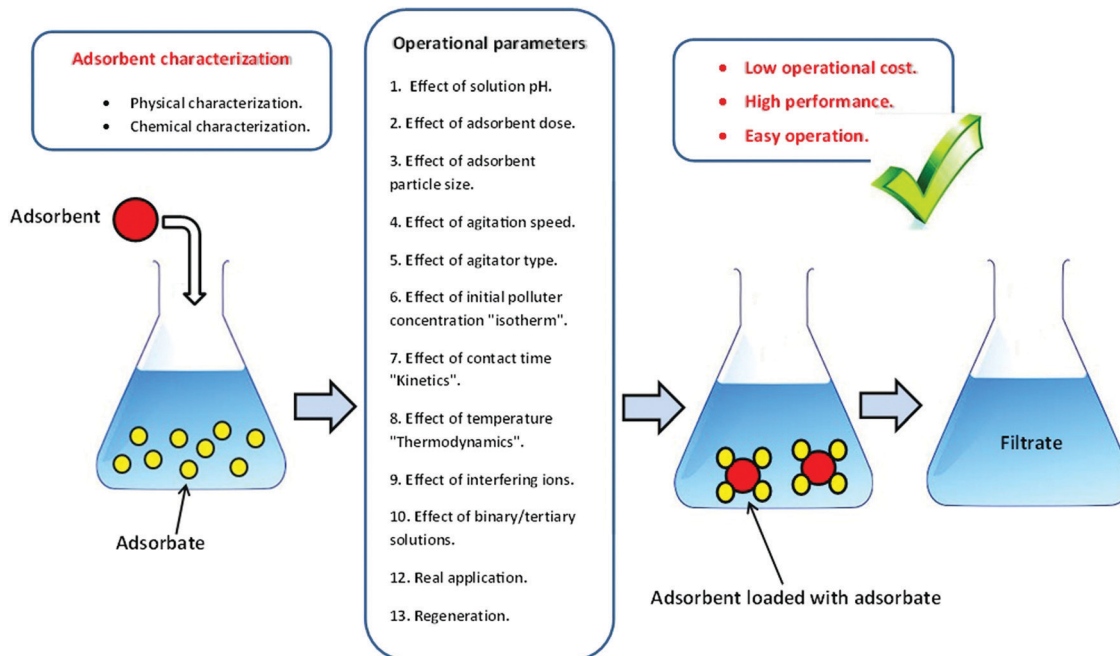 Adsorbent characterization
• Physical characterization.
• Chemical characterization.
Adsorbent
Adsorbate
Operational parameters
1. Effect of solution pH.
2. Effect of adsorbent dose.
3. Effect of adsorbent
particle size.
4. Effect of agitation speed.
5. Effect of agitator type.
6. Effect of initial polluter
concentration "isotherm".
7. Effect of contact time
"Kinetics".
8. Effect of temperature
"Thermodynamics".
9. Effect of interfering ions.
10. Effect of binary/tertiary
solutions.
12. Real application.
13. Regeneration.
• Low operational cost.
• High performance.
• Easy operation.
Adsorbent loaded with adsorbate
Filtrate